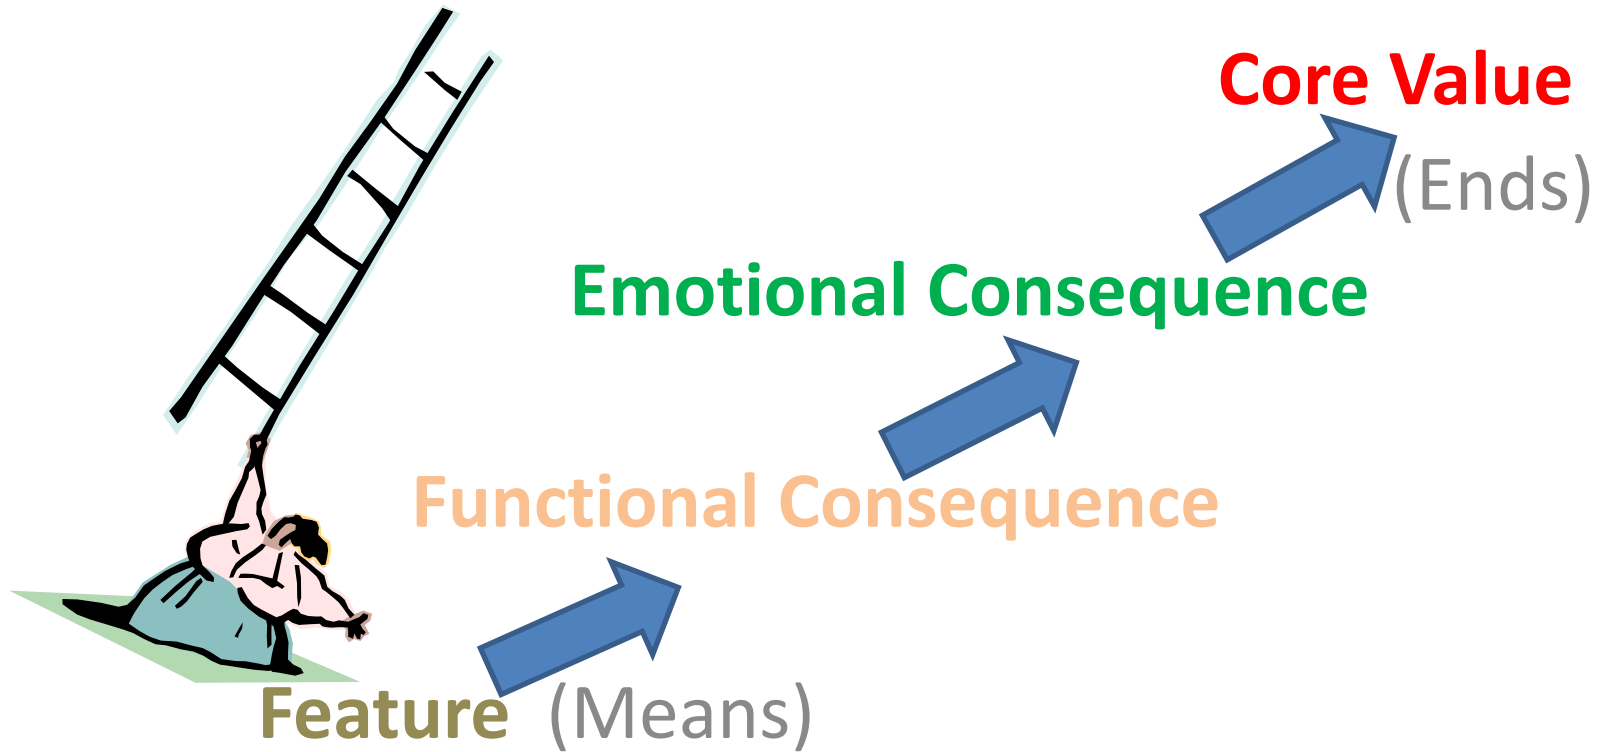 Core Value
(Ends)
Emotional Consequence
Functional Consequence
Feature (Means)